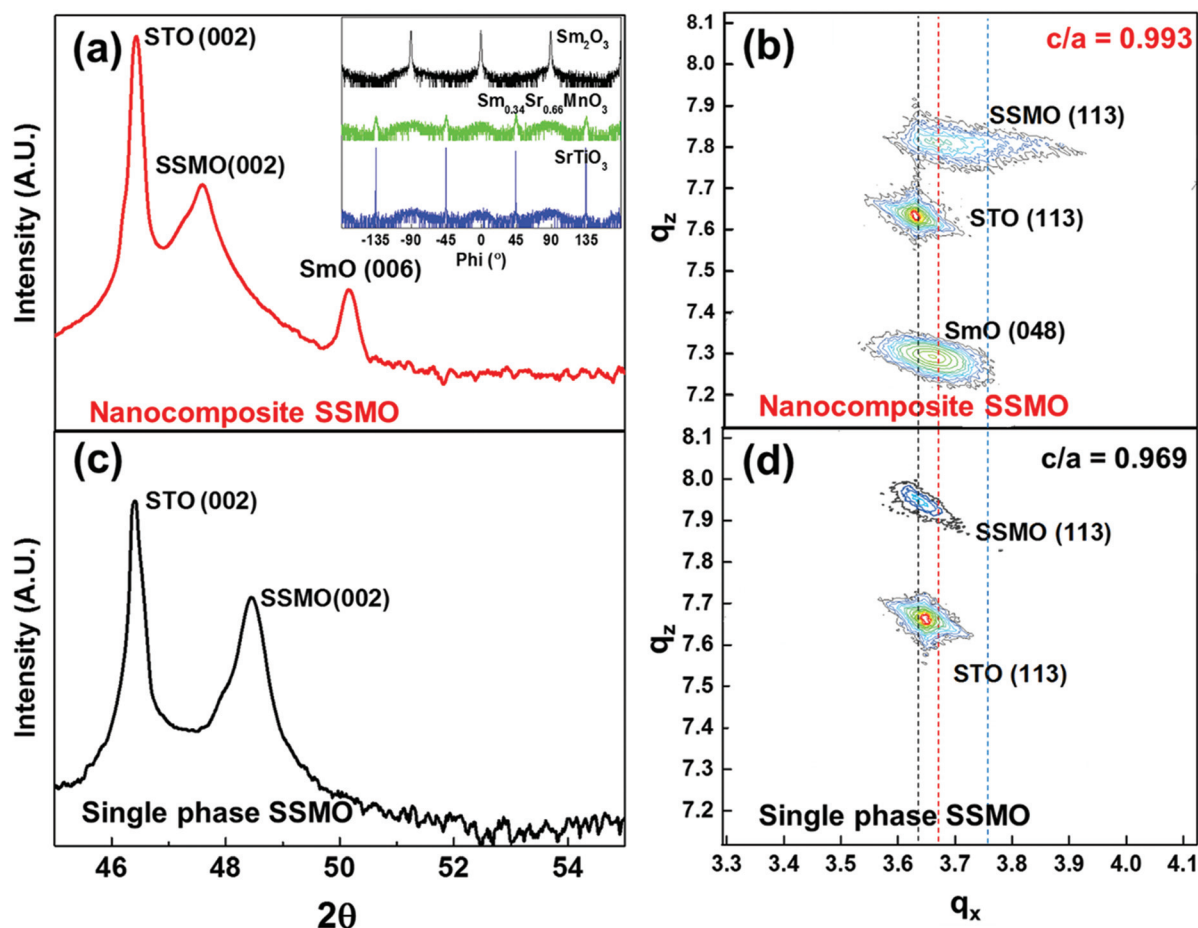 (a)
STO (002)
SSMO(002)
SmO (006)
Nanocomposite SSMO
Intensity (A.U.)
Sm₂O₃
Sm₀.₃₄Sr₀.₆₆MnO₃
SrTiO₃
-135 -90 -45 0 45 90 135
Phi (°)
(b)
c/a = 0.993
SSMO (113)
STO (113)
SmO (048)
Nanocomposite SSMO
8.1
8.0
7.9
7.8
7.7
7.6
7.5
7.4
7.3
7.2
q_z
(c)
STO (002)
SSMO(002)
Single phase SSMO
Intensity (A.U.)
46 48 50 52 54
2θ
(d)
c/a = 0.969
SSMO (113)
STO (113)
Single phase SSMO
8.1
8.0
7.9
7.8
7.7
7.6
7.5
7.4
7.3
7.2
q_z
3.3 3.4 3.5 3.6 3.7 3.8 3.9 4.0 4.1
q_x